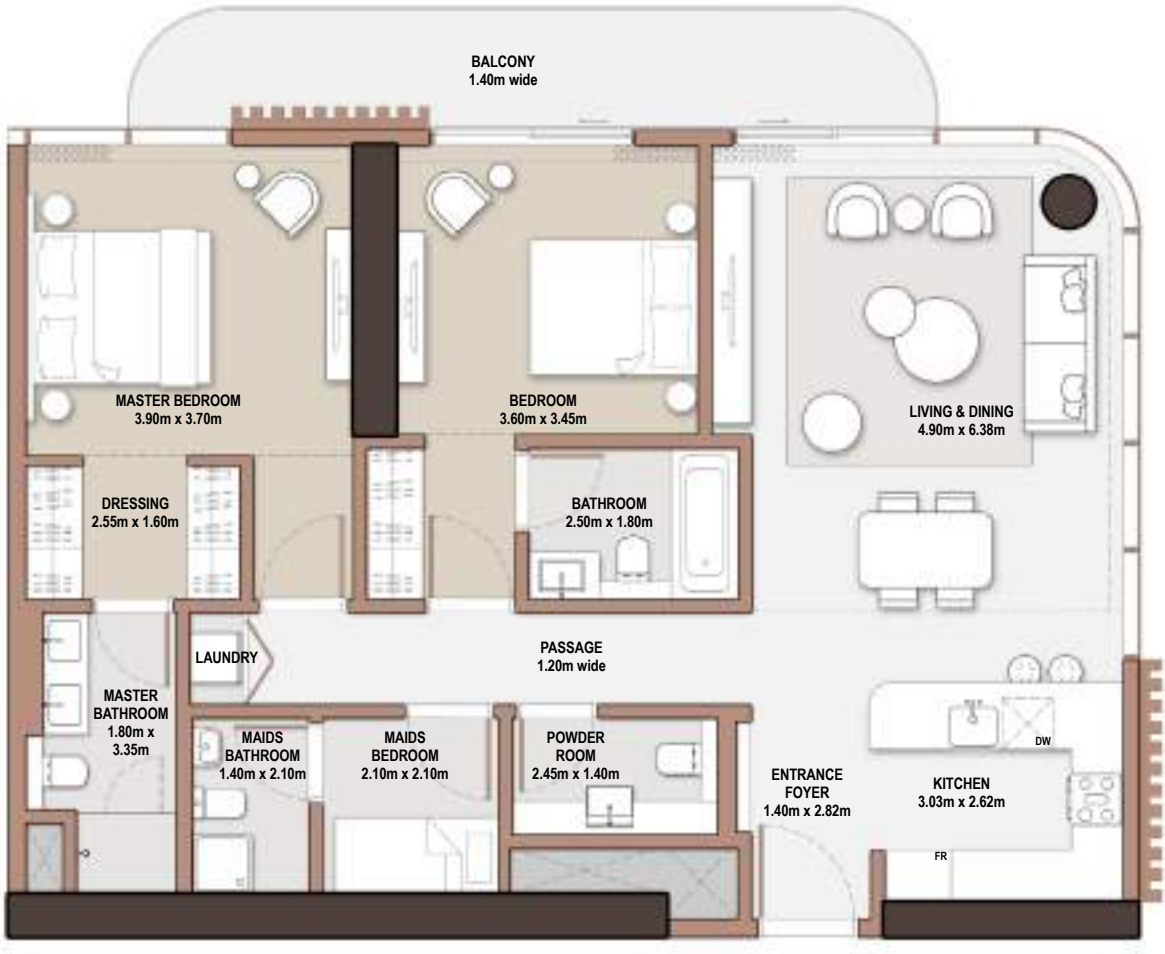 BALCONY
1.40m wide
MASTER BEDROOM
3.90m x 3.70m
BEDROOM
3.60m x 3.45m
LIVING & DINING
4.90m x 6.38m
DRESSING
2.55m x 1.60m
BATHROOM
2.50m x 1.80m
LAUNDRY
PASSAGE
1.20m wide
MASTER
BATHROOM
1.80m x
3.35m
MAIDS
BATHROOM
1.40m x 2.10m
MAIDS
BEDROOM
2.10m x 2.10m
POWDER
ROOM
2.45m x 1.40m
ENTRANCE
FOYER
1.40m x 2.82m
DW
KITCHEN
3.03m x 2.62m
FR